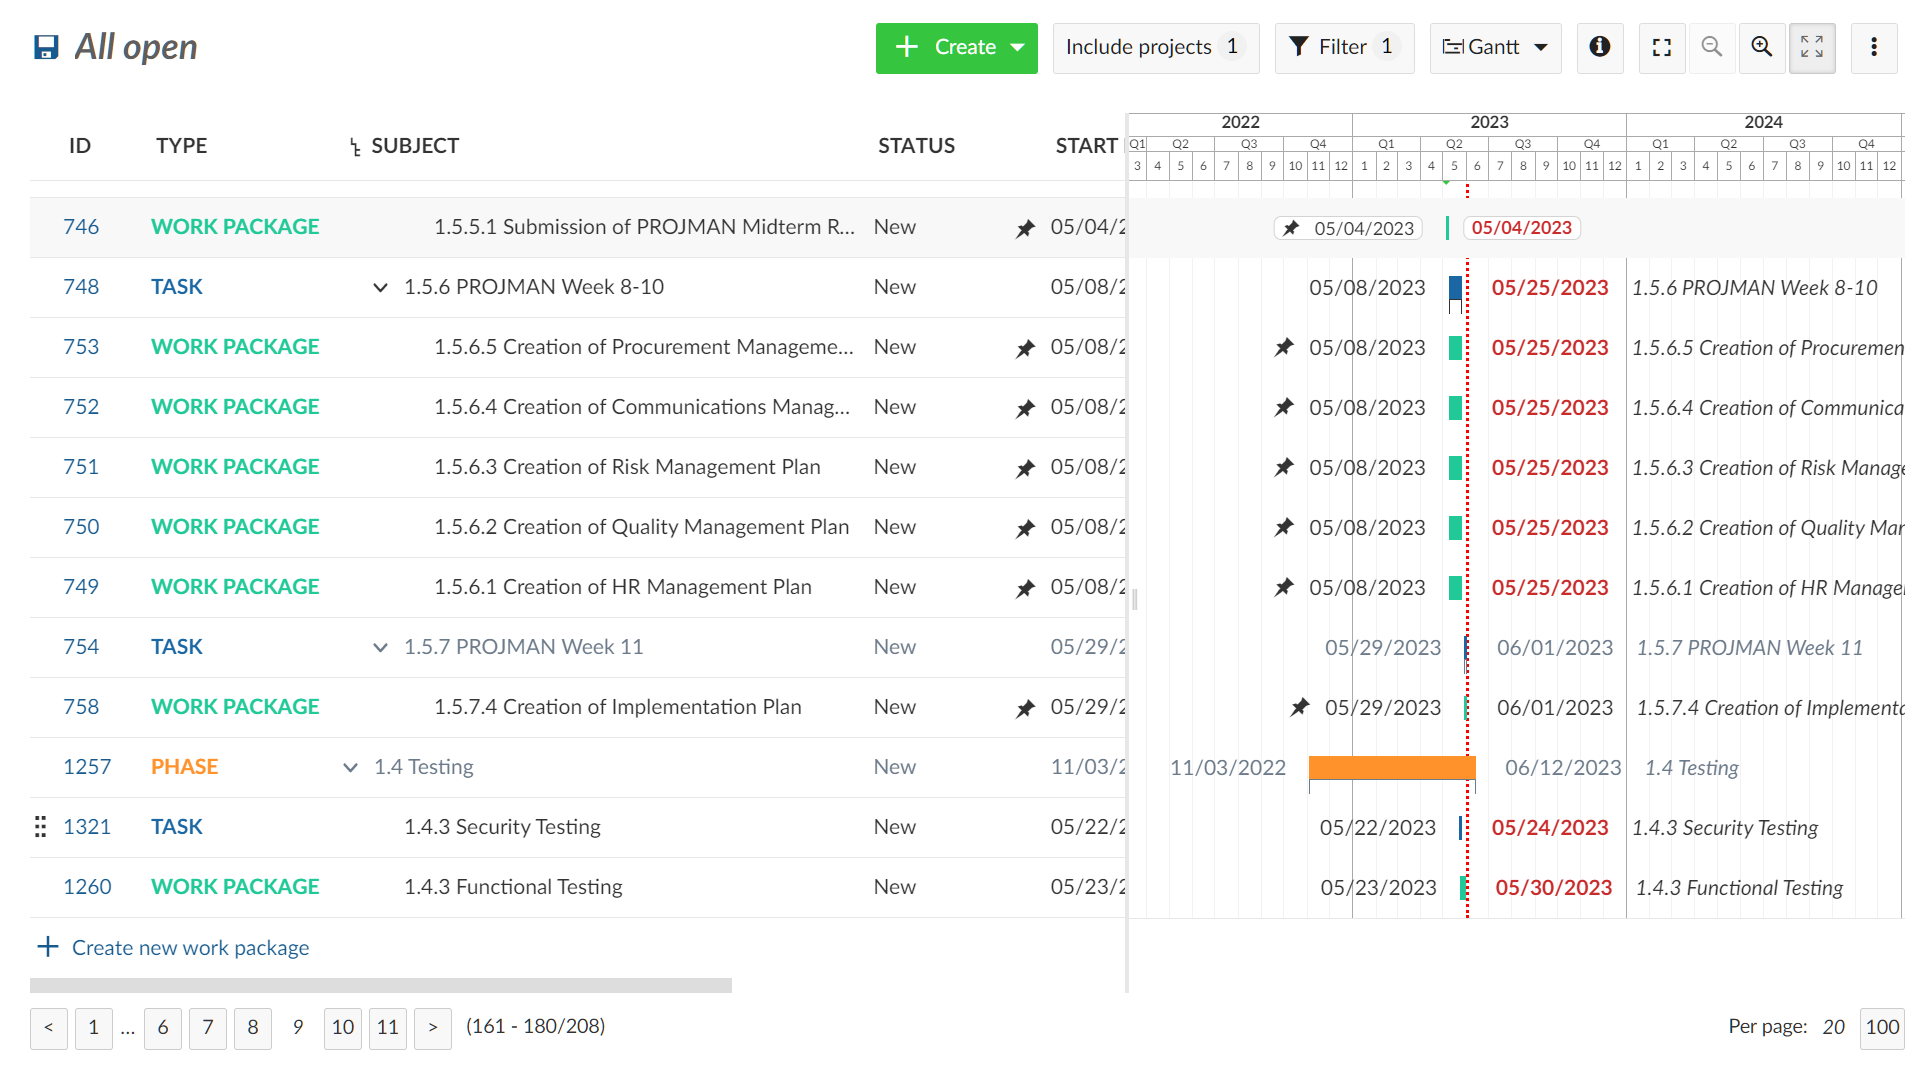 All open
Create
Include projects 1
Filter 1
Gantt
ID TYPE SUBJECT STATUS START
2022 2023 2024
Q1 Q2 Q3 Q4 Q1 Q2 Q3 Q4 Q1 Q2 Q3 Q4
3 4 5 6 7 8 9 10 11 12 1 2 3 4 5 6 7 8 9 10 11 12 1 2 3 4 5 6 7 8 9 10 11 12
746 WORK PACKAGE 1.5.5.1 Submission of PROJMAN Midterm R... New 05/04/2 05/04/2023 05/04/2023
748 TASK 1.5.6 PROJMAN Week 8-10 New 05/08/2 05/08/2023 05/25/2023 1.5.6 PROJMAN Week 8-10
753 WORK PACKAGE 1.5.6.5 Creation of Procurement Manageme... New 05/08/2 05/08/2023 05/25/2023 1.5.6.5 Creation of Procuremen
752 WORK PACKAGE 1.5.6.4 Creation of Communications Manag... New 05/08/2 05/08/2023 05/25/2023 1.5.6.4 Creation of Communica
751 WORK PACKAGE 1.5.6.3 Creation of Risk Management Plan New 05/08/2 05/08/2023 05/25/2023 1.5.6.3 Creation of Risk Manage
750 WORK PACKAGE 1.5.6.2 Creation of Quality Management Plan New 05/08/2 05/08/2023 05/25/2023 1.5.6.2 Creation of Quality Mar
749 WORK PACKAGE 1.5.6.1 Creation of HR Management Plan New 05/08/2 05/08/2023 05/25/2023 1.5.6.1 Creation of HR Manage
754 TASK 1.5.7 PROJMAN Week 11 New 05/29/2 05/29/2023 06/01/2023 1.5.7 PROJMAN Week 11
758 WORK PACKAGE 1.5.7.4 Creation of Implementation Plan New 05/29/2 05/29/2023 06/01/2023 1.5.7.4 Creation of Implementa
1257 PHASE 1.4 Testing New 11/03/2 11/03/2022 06/12/2023 1.4 Testing
1321 TASK 1.4.3 Security Testing New 05/22/2 05/22/2023 05/24/2023 1.4.3 Security Testing
1260 WORK PACKAGE 1.4.3 Functional Testing New 05/23/2 05/23/2023 05/30/2023 1.4.3 Functional Testing
Create new work package
< 1 ... 6 7 8 9 10 11 > (161 - 180/208) Per page: 20 100